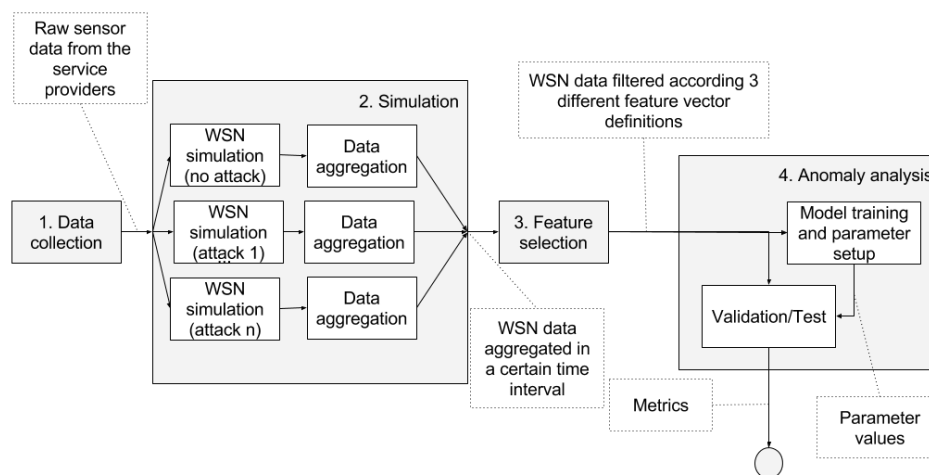 Raw sensor
data from the
service
providers
2. Simulation
WSN data filtered according 3
different feature vector
definitions
WSN
simulation
(no attack)
Data
aggregation
4. Anomaly analysis
1. Data
collection
WSN
simulation
(attack 1)
...
Data
aggregation
3. Feature
selection
Model training
and parameter
setup
WSN
simulation
(attack n)
Data
aggregation
Validation/Test
WSN data
aggregated in
a certain time
interval
Metrics
Parameter
values